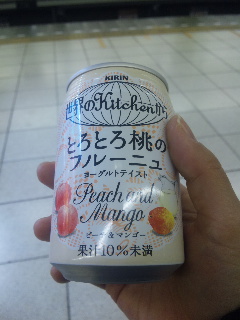 KIRIN
世界のKitchenから
とろとろ桃の
フルーニュ
ヨーグルトテイスト
Peach and
Mango
ピーチ&マンゴー
果汁10%未満